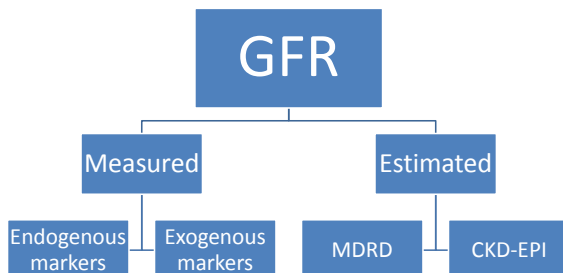 GFR
Measured
Estimated
Endogenous
markers
Exogenous
markers
MDRD
CKD-EPI